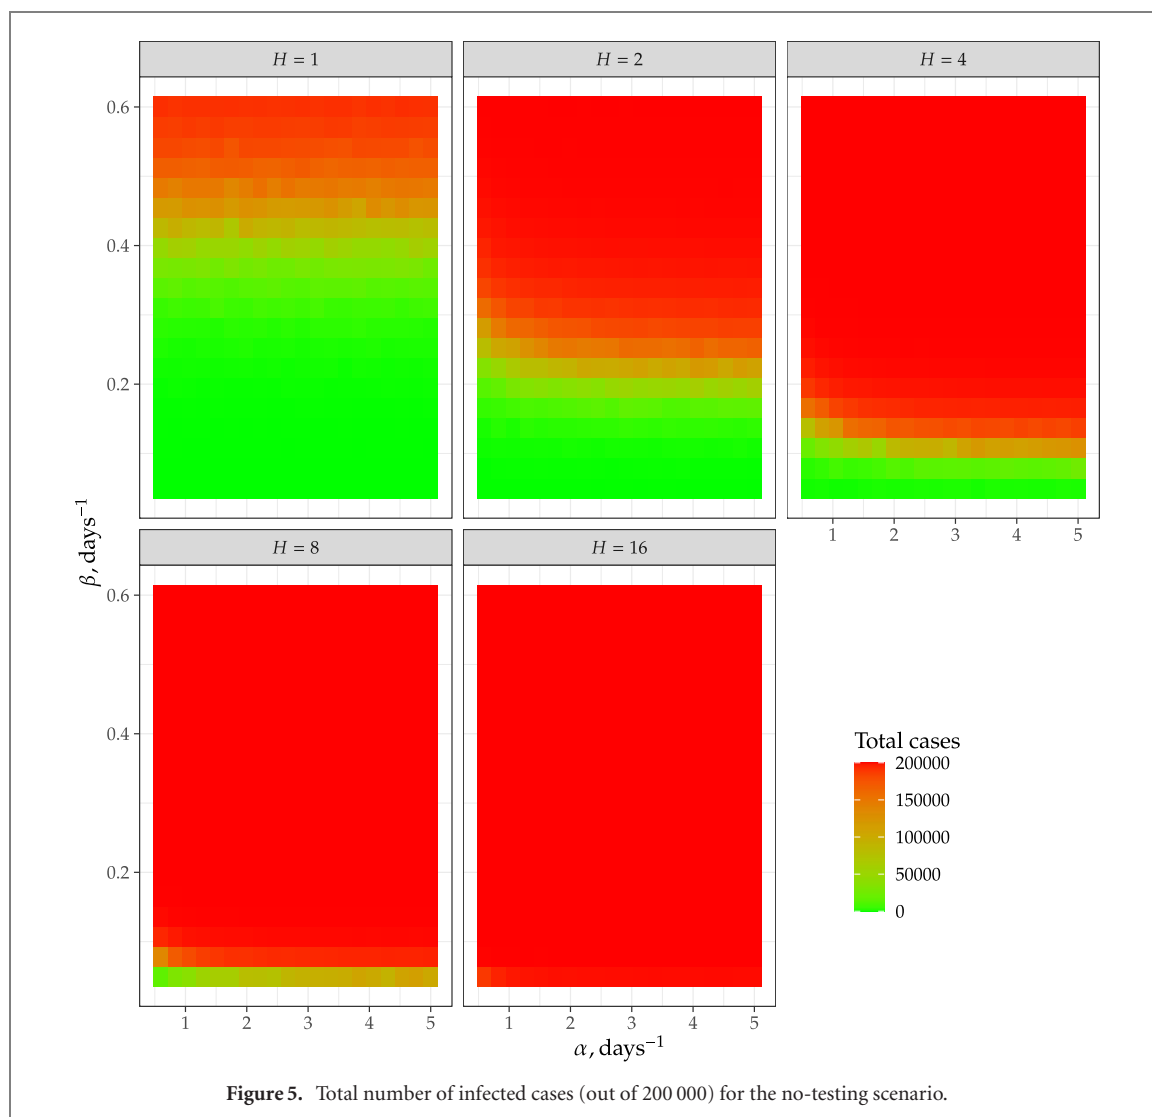 H = 1
H = 2
H = 4
0.6
0.4
0.2
1 2 3 4 5
β, days⁻¹
H = 8
H = 16
0.6
0.4
0.2
1 2 3 4 5
1 2 3 4 5
α, days⁻¹
Total cases
200000
150000
100000
50000
0
Figure 5. Total number of infected cases (out of 200 000) for the no-testing scenario.